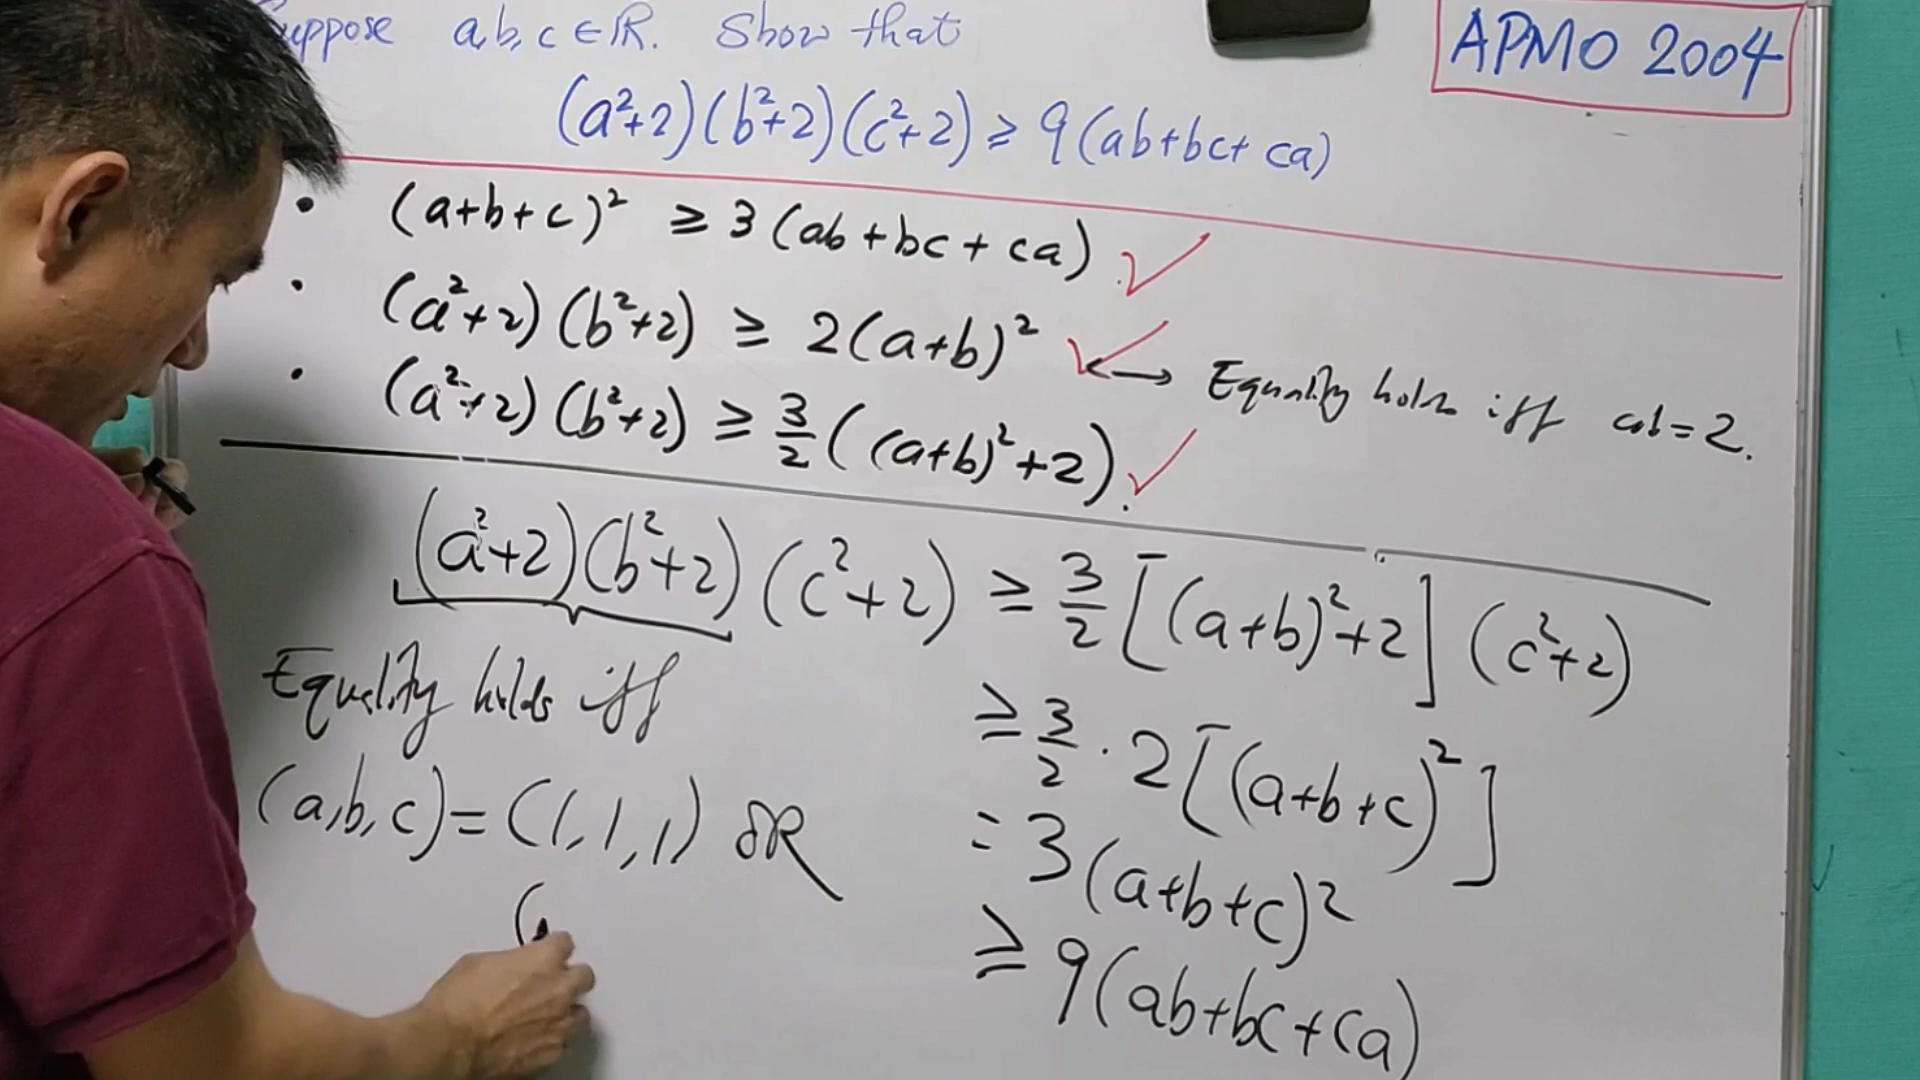 Suppose a,b,c ∈ ℝ. Show that
APMO 2004
(a²+2)(b²+2)(c²+2) ≥ 9(ab+bc+ca)
• (a+b+c)² ≥ 3(ab+bc+ca) ✓
• (a²+2)(b²+2) ≥ 2(a+b)² ✓ ↔ Equality holds iff ab=2.
• (a²+2)(b²+2) ≥ 3/2((a+b)²+2). ✓
(a²+2)(b²+2)(c²+2) ≥ 3/2[(a+b)²+2](c²+2)
≥ 3/2 · 2[(a+b+c)²]
= 3(a+b+c)²
≥ 9(ab+bc+ca)
Equality holds iff
(a,b,c) = (1,1,1) OR
(